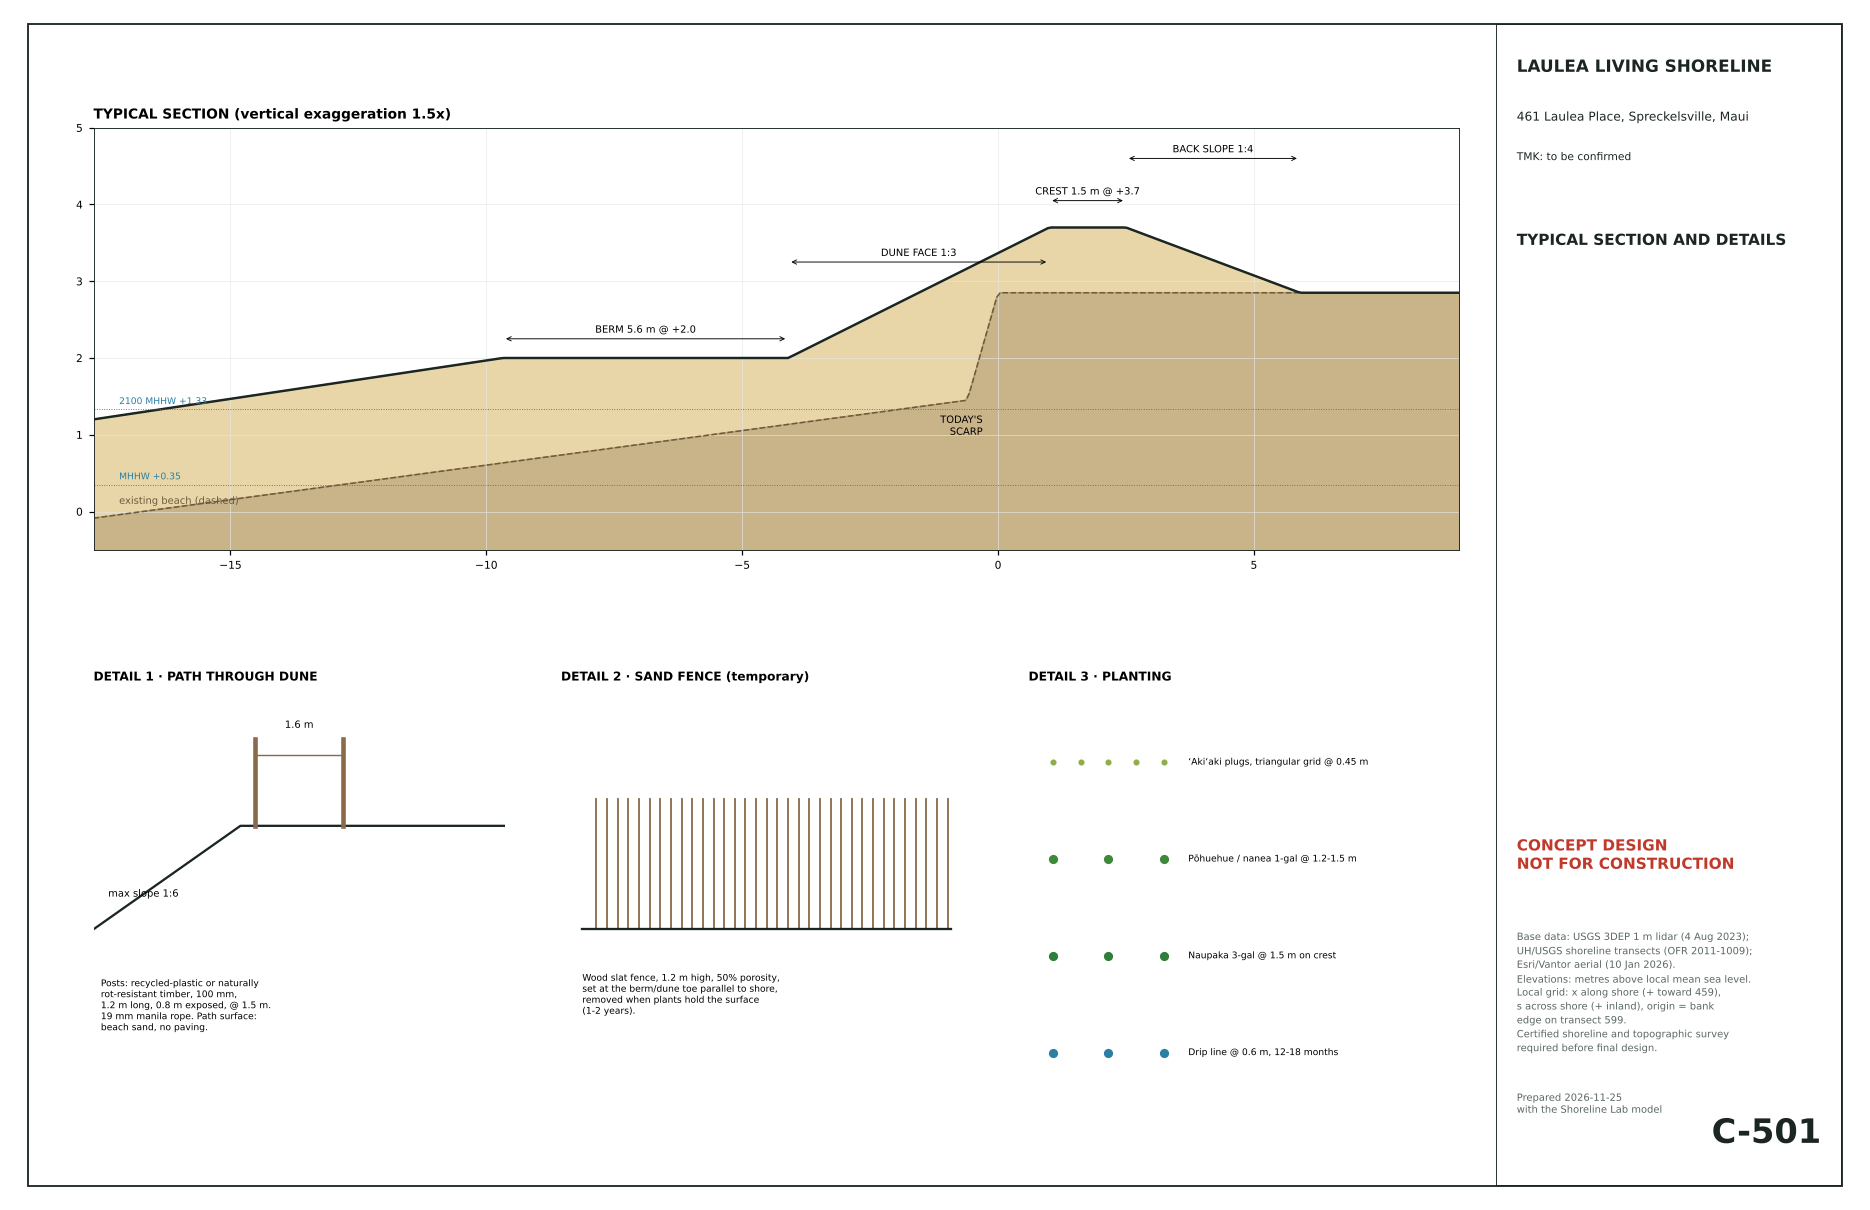 LAULEA LIVING SHORELINE
461 Laulea Place, Spreckelsville, Maui
TMK: to be confirmed
TYPICAL SECTION AND DETAILS
TYPICAL SECTION (vertical exaggeration 1.5x)
5
4
3
2
1
0
−15
−10
−5
0
5
BACK SLOPE 1:4
CREST 1.5 m @ +3.7
DUNE FACE 1:3
BERM 5.6 m @ +2.0
2100 MHHW +1.33
TODAY'S
SCARP
MHHW +0.35
existing beach (dashed)
DETAIL 1 · PATH THROUGH DUNE
1.6 m
max slope 1:6
Posts: recycled-plastic or naturally
rot-resistant timber, 100 mm,
1.2 m long, 0.8 m exposed, @ 1.5 m.
19 mm manila rope. Path surface:
beach sand, no paving.
DETAIL 2 · SAND FENCE (temporary)
Wood slat fence, 1.2 m high, 50% porosity,
set at the berm/dune toe parallel to shore,
removed when plants hold the surface
(1-2 years).
DETAIL 3 · PLANTING
ʻAkiʻaki plugs, triangular grid @ 0.45 m
Pōhuehue / nanea 1-gal @ 1.2-1.5 m
Naupaka 3-gal @ 1.5 m on crest
Drip line @ 0.6 m, 12-18 months
CONCEPT DESIGN
NOT FOR CONSTRUCTION
Base data: USGS 3DEP 1 m lidar (4 Aug 2023);
UH/USGS shoreline transects (OFR 2011-1009);
Esri/Vantor aerial (10 Jan 2026).
Elevations: metres above local mean sea level.
Local grid: x along shore (+ toward 459),
s across shore (+ inland), origin = bank
edge on transect 599.
Certified shoreline and topographic survey
required before final design.
Prepared 2026-11-25
with the Shoreline Lab model
C-501